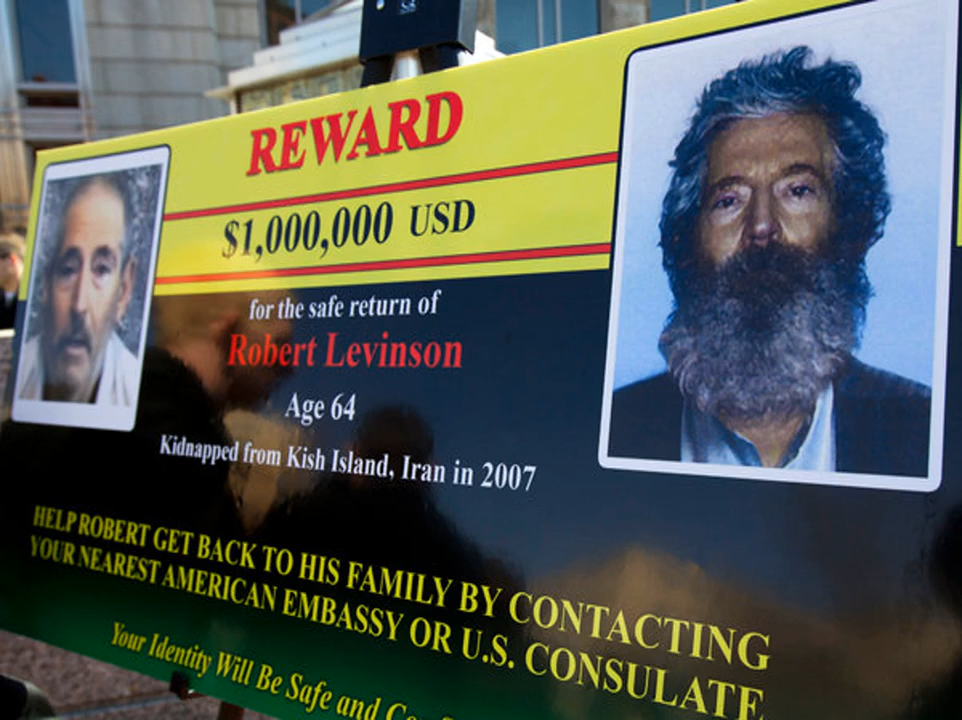 REWARD
$1,000,000 USD
for the safe return of
Robert Levinson
Age 64
Kidnapped from Kish Island, Iran in 2007
HELP ROBERT GET BACK TO HIS FAMILY BY CONTACTING
YOUR NEAREST AMERICAN EMBASSY OR U.S. CONSULATE
Your Identity Will Be Safe and